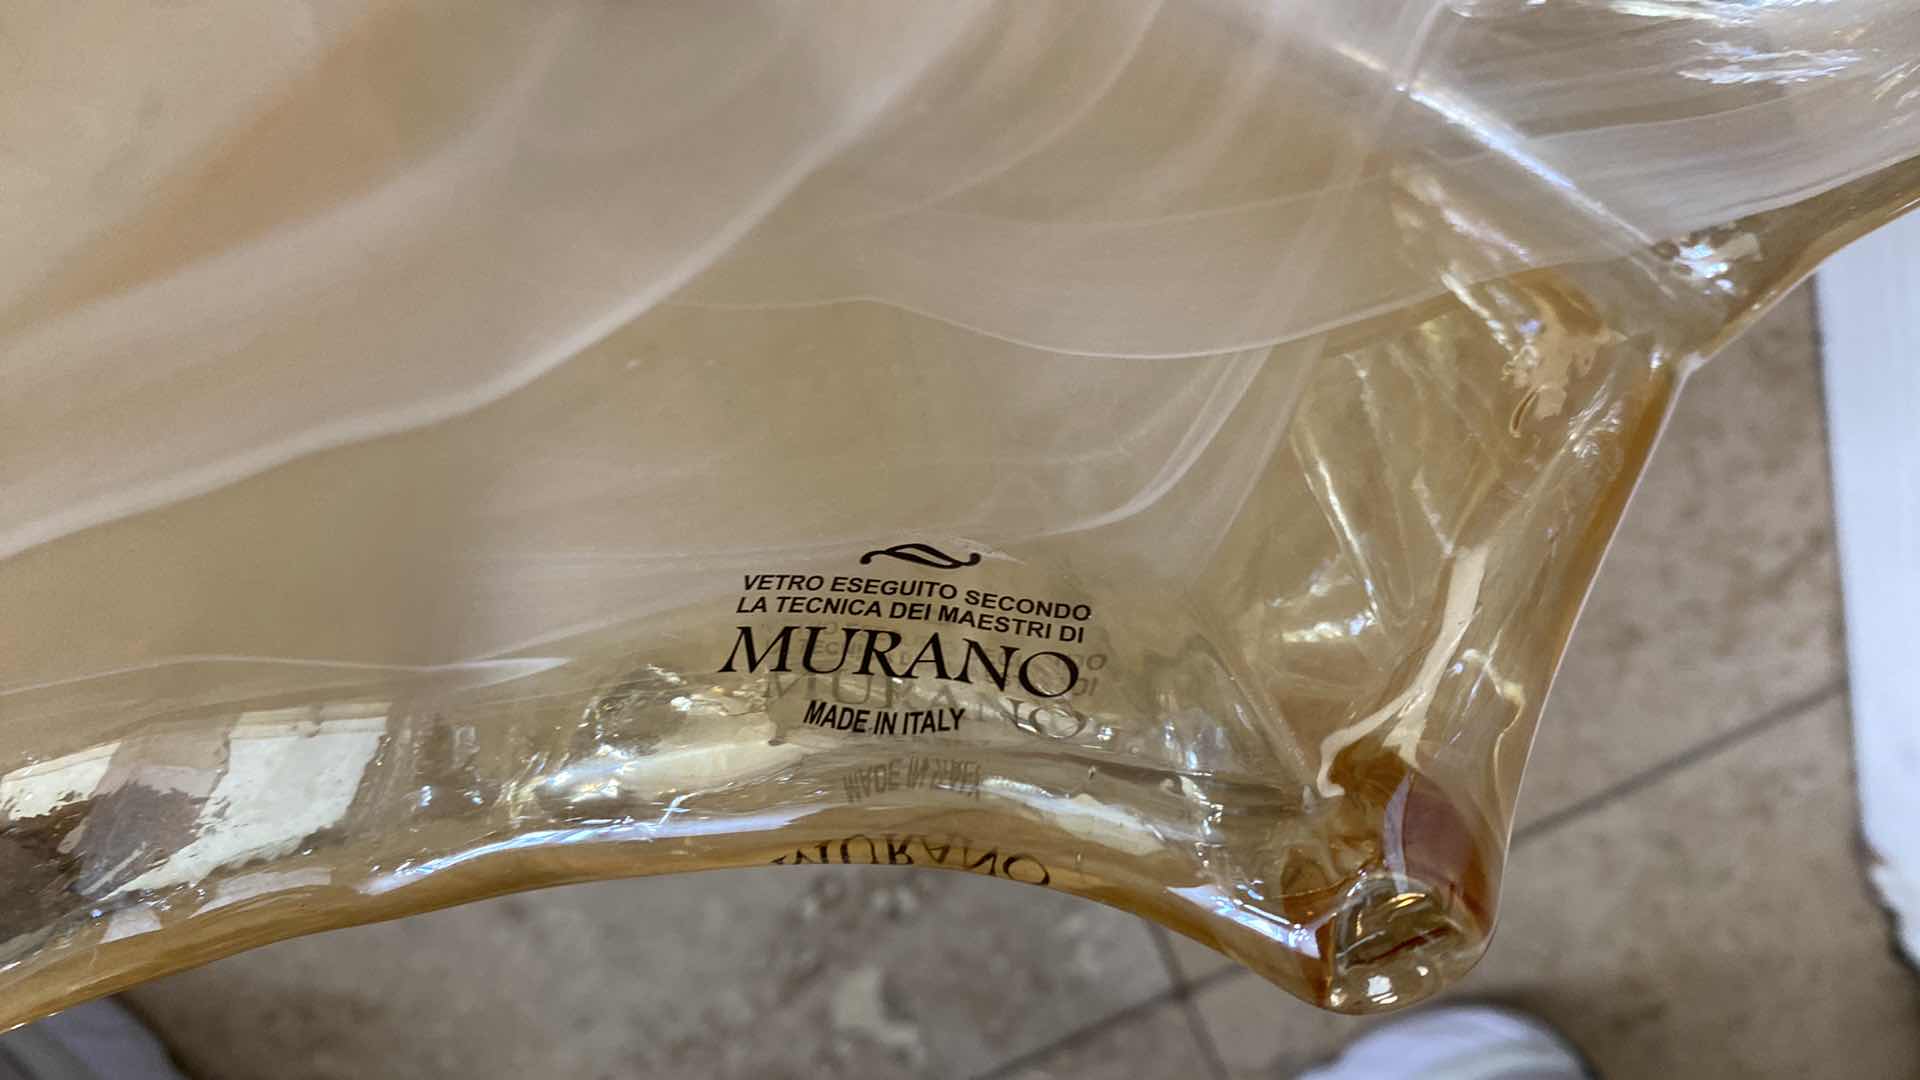 VETRO ESEGUITO SECONDO
LA TECNICA DEI MAESTRI DI
MURANO
MADE IN ITALY